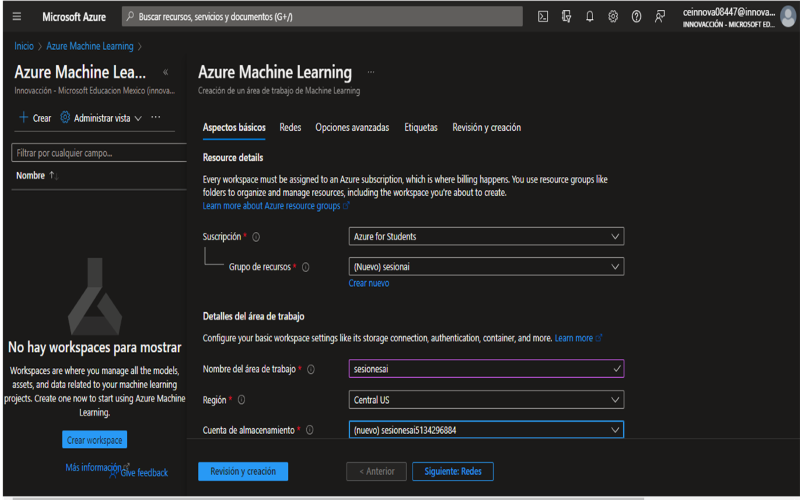 Microsoft Azure
Buscar recursos, servicios y documentos (G+/)
ceinnova08447@innova...
INNOVACCIÓN - MICROSOFT ED...
Inicio > Azure Machine Learning >
Azure Machine Lea... «
Innovacción - Microsoft Educacion Mexico (innova...
+ Crear Administrar vista ...
Filtrar por cualquier campo...
Nombre ↑↓
No hay workspaces para mostrar
Workspaces are where you manage all the models,
assets, and data related to your machine learning
projects. Create one now to start using Azure Machine
Learning.
Crear workspace
Más información
Give feedback
Azure Machine Learning ...
Creación de un área de trabajo de Machine Learning
Aspectos básicos Redes Opciones avanzadas Etiquetas Revisión y creación
Resource details
Every workspace must be assigned to an Azure subscription, which is where billing happens. You use resource groups like
folders to organize and manage resources, including the workspace you're about to create.
Learn more about Azure resource groups
Suscripción * Azure for Students
Grupo de recursos * (Nuevo) sesionai
Crear nuevo
Detalles del área de trabajo
Configure your basic workspace settings like its storage connection, authentication, container, and more. Learn more
Nombre del área de trabajo * sesionesai
Región * Central US
Cuenta de almacenamiento * (nuevo) sesionesai5134296884
Revisión y creación < Anterior Siguiente: Redes